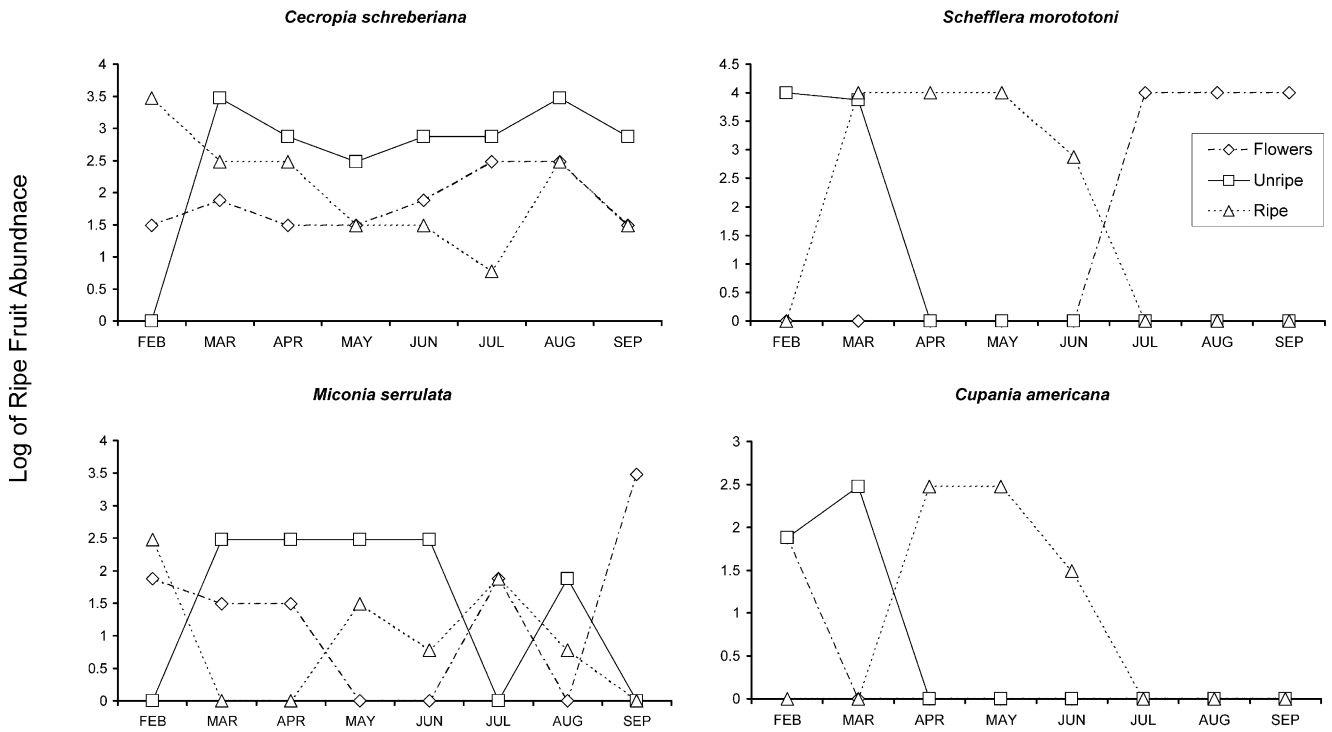 Cecropia schreberiana
Schefflera morototoni
Log of Ripe Fruit Abundnace
4
3.5
3
2.5
2
1.5
1
0.5
0
FEB MAR APR MAY JUN JUL AUG SEP
4.5
4
3.5
3
2.5
2
1.5
1
0.5
0
FEB MAR APR MAY JUN JUL AUG SEP
Flowers
Unripe
Ripe
Miconia serrulata
Cupania americana
4
3.5
3
2.5
2
1.5
1
0.5
0
FEB MAR APR MAY JUN JUL AUG SEP
3
2.5
2
1.5
1
0.5
0
FEB MAR APR MAY JUN JUL AUG SEP